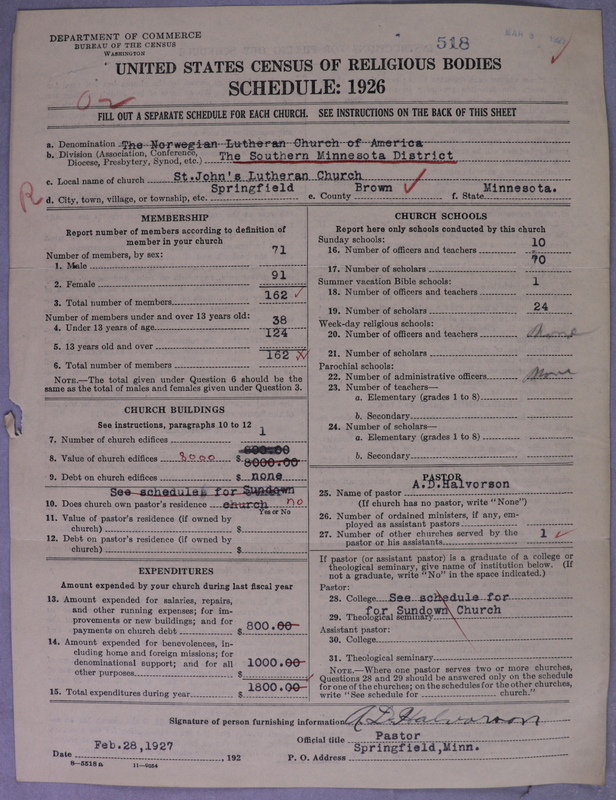 DEPARTMENT OF COMMERCE
BUREAU OF THE CENSUS
WASHINGTON
518
UNITED STATES CENSUS OF RELIGIOUS BODIES
SCHEDULE: 1926
FILL OUT A SEPARATE SCHEDULE FOR EACH CHURCH. SEE INSTRUCTIONS ON THE BACK OF THIS SHEET
a. Denomination The Norwegian Lutheran Church of America
b. Division (Association, Conference, Diocese, Presbytery, Synod, etc.) The Southern Minnesota District
c. Local name of church St.John's Lutheran Church
R
d. City, town, village, or township, etc. Springfield e. County Brown f. State Minnesota.
MEMBERSHIP
Report number of members according to definition of member in your church
Number of members, by sex:
1. Male 71
2. Female 91
3. Total number of members 162
Number of members under and over 13 years old:
4. Under 13 years of age 38
5. 13 years old and over 124
6. Total number of members 162
NOTE.—The total given under Question 6 should be the same as the total of males and females given under Question 3.
CHURCH BUILDINGS
See instructions, paragraphs 10 to 12
7. Number of church edifices 1
8. Value of church edifices 8000 $ 8000.00
9. Debt on church edifices $ none
See schedules for Sundown church
10. Does church own pastor's residence no
Yes or No
11. Value of pastor's residence (if owned by church) $
12. Debt on pastor's residence (if owned by church) $
EXPENDITURES
Amount expended by your church during last fiscal year
13. Amount expended for salaries, repairs, and other running expenses; for improvements or new buildings; and for payments on church debt $ 800.00
14. Amount expended for benevolences, including home and foreign missions; for denominational support; and for all other purposes $ 1000.00
15. Total expenditures during year $ 1800.00
CHURCH SCHOOLS
Report here only schools conducted by this church
Sunday schools:
16. Number of officers and teachers 10
17. Number of scholars 70
Summer vacation Bible schools:
18. Number of officers and teachers 1
19. Number of scholars 24
Week-day religious schools:
20. Number of officers and teachers None
21. Number of scholars
Parochial schools:
22. Number of administrative officers None
23. Number of teachers—
a. Elementary (grades 1 to 8)
b. Secondary
24. Number of scholars—
a. Elementary (grades 1 to 8)
b. Secondary
PASTOR
25. Name of pastor A.D.Halvorson
(If church has no pastor, write "None")
26. Number of ordained ministers, if any, employed as assistant pastors
27. Number of other churches served by the pastor or his assistants 1
If pastor (or assistant pastor) is a graduate of a college or theological seminary, give name of institution below. (If not a graduate, write "No" in the space indicated.)
Pastor:
28. College See schedule for
29. Theological seminary for Sundown Church
Assistant pastor:
30. College
31. Theological seminary
NOTE.—Where one pastor serves two or more churches, Questions 28 and 29 should be answered only on the schedule for one of the churches; on the schedules for the other churches, write "See schedule for church."
Signature of person furnishing information A D Halvorson
Official title Pastor
Date Feb.28,1927, 192 P. O. Address Springfield,Minn.
8—5518a 11—9554